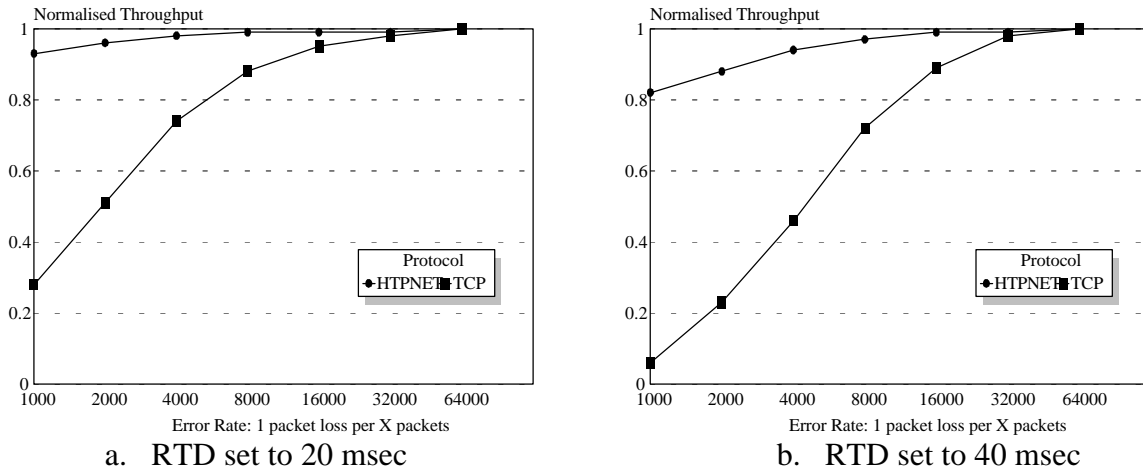 Normalised Throughput
1
0.8
0.6
0.4
0.2
0
1000 2000 4000 8000 16000 32000 64000
Error Rate: 1 packet loss per X packets
Protocol
HTPNET TCP
a. RTD set to 20 msec
Normalised Throughput
1
0.8
0.6
0.4
0.2
0
1000 2000 4000 8000 16000 32000 64000
Error Rate: 1 packet loss per X packets
Protocol
HTPNET TCP
b. RTD set to 40 msec